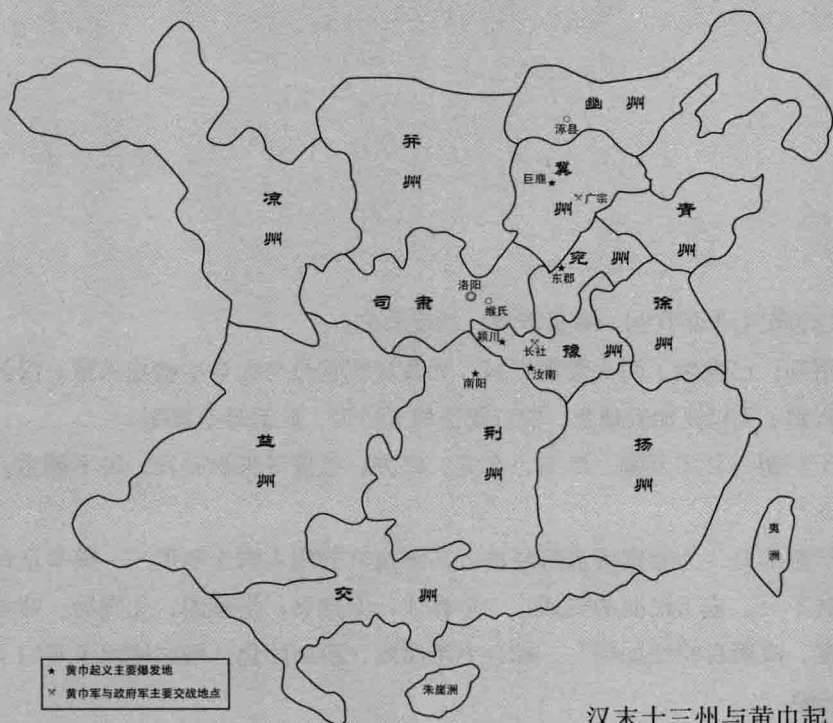 幽州
涿县
并州
冀州
巨鹿
广宗
凉州
青州
兖州
东郡
司隶
洛阳
维氏
徐州
颍川
长社
豫州
汝南
南阳
益州
荆州
扬州
夷洲
交州
朱崖洲
★ 黄巾起义主要爆发地
黄巾军与政府军主要交战地点
汉末十三州与黄巾起